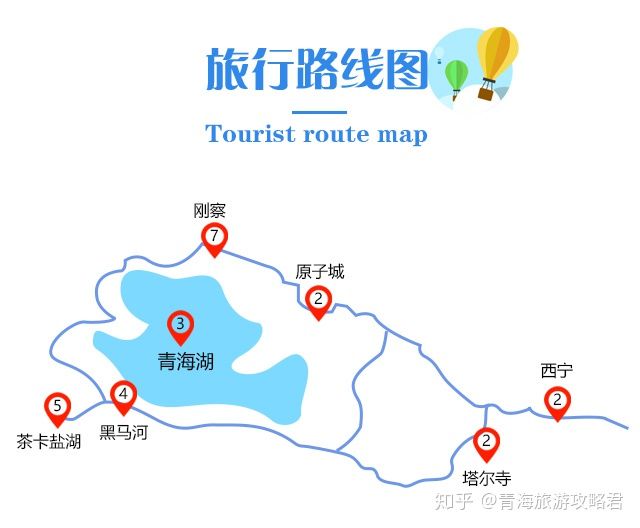 旅行路线图
Tourist route map
刚察
7
原子城
2
3
青海湖
西宁
2
4
黑马河
5
茶卡盐湖
2
塔尔寺
知乎 @青海旅游攻略君